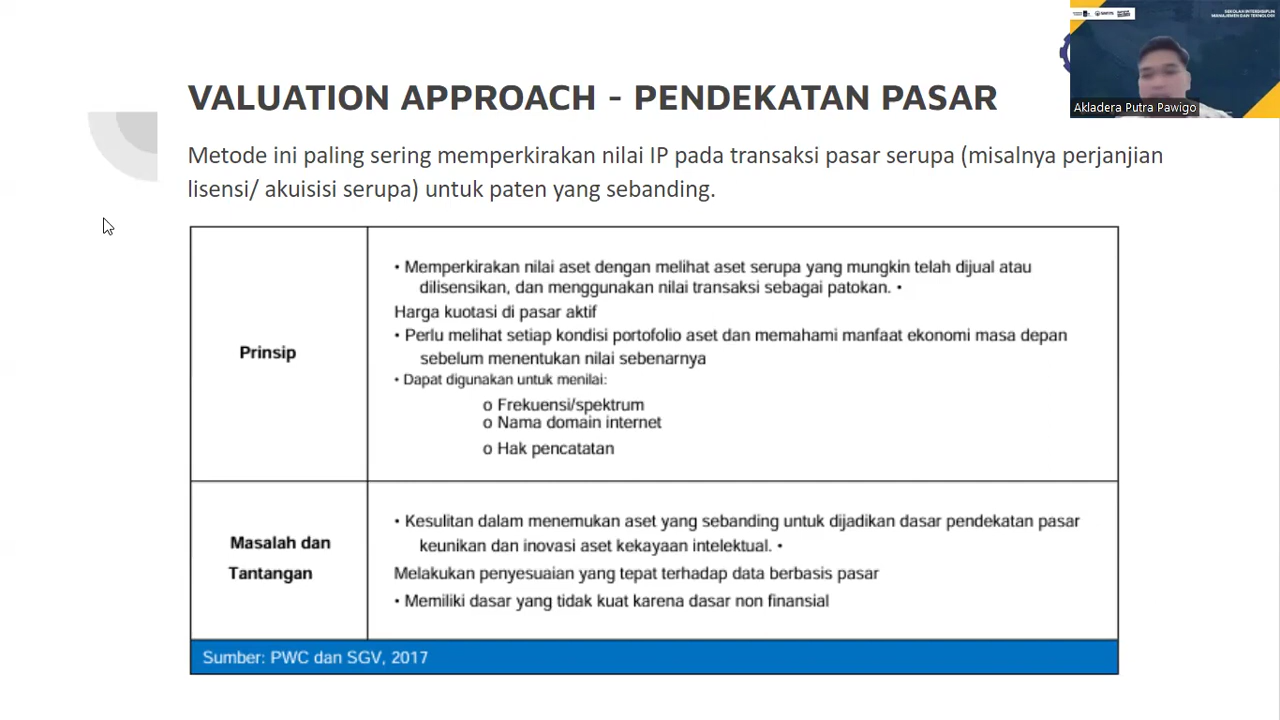 SEKOLAH INTERDISIPLIN
MANAJEMEN DAN TEKNOLOGI
Akladera Putra Pawigo
VALUATION APPROACH - PENDEKATAN PASAR
Metode ini paling sering memperkirakan nilai IP pada transaksi pasar serupa (misalnya perjanjian
lisensi/ akuisisi serupa) untuk paten yang sebanding.
Prinsip
• Memperkirakan nilai aset dengan melihat aset serupa yang mungkin telah dijual atau
dilisensikan, dan menggunakan nilai transaksi sebagai patokan. •
Harga kuotasi di pasar aktif
• Perlu melihat setiap kondisi portofolio aset dan memahami manfaat ekonomi masa depan
sebelum menentukan nilai sebenarnya
• Dapat digunakan untuk menilai:
o Frekuensi/spektrum
o Nama domain internet
o Hak pencatatan
Masalah dan
Tantangan
• Kesulitan dalam menemukan aset yang sebanding untuk dijadikan dasar pendekatan pasar
keunikan dan inovasi aset kekayaan intelektual. •
Melakukan penyesuaian yang tepat terhadap data berbasis pasar
• Memiliki dasar yang tidak kuat karena dasar non finansial
Sumber: PWC dan SGV, 2017